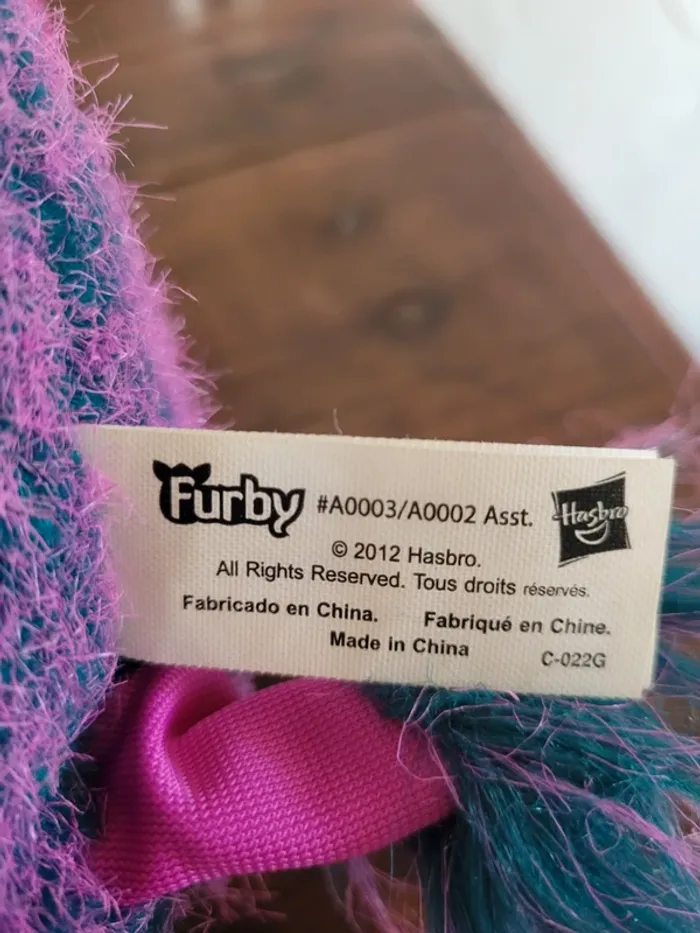 Furby #A0003/A0002 Asst. Hasbro
© 2012 Hasbro.
All Rights Reserved. Tous droits réservés.
Fabricado en China. Fabriqué en Chine.
Made in China C-022G